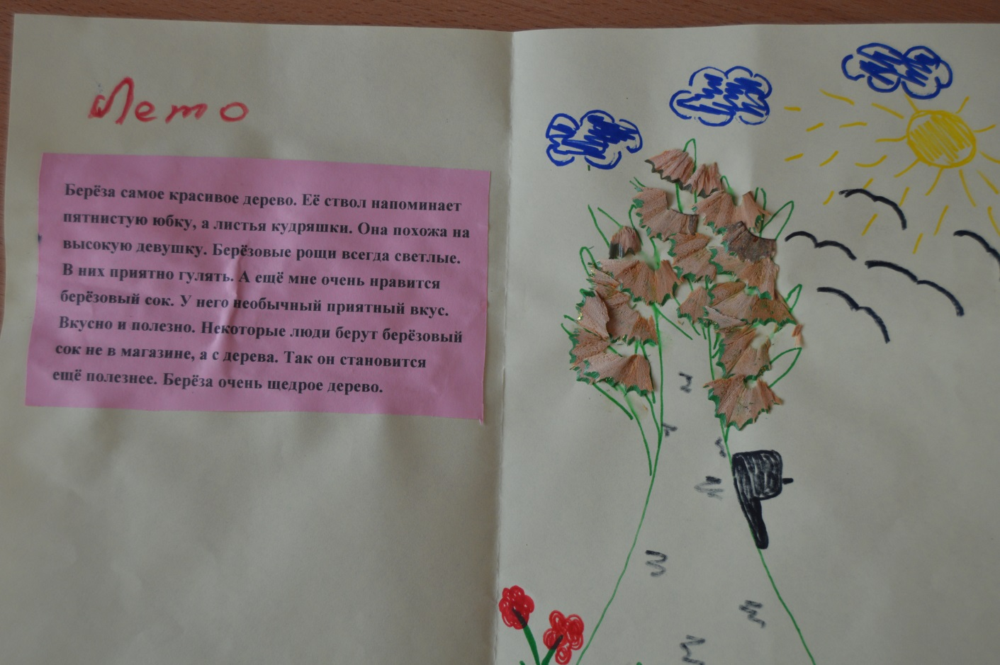 Лето
Берёза самое красивое дерево. Её ствол напоминает
пятнистую юбку, а листья кудряшки. Она похожа на
высокую девушку. Берёзовые рощи всегда светлые.
В них приятно гулять. А ещё мне очень нравится
берёзовый сок. У него необычный приятный вкус.
Вкусно и полезно. Некоторые люди берут берёзовый
сок не в магазине, а с дерева. Так он становится
ещё полезнее. Берёза очень щедрое дерево.